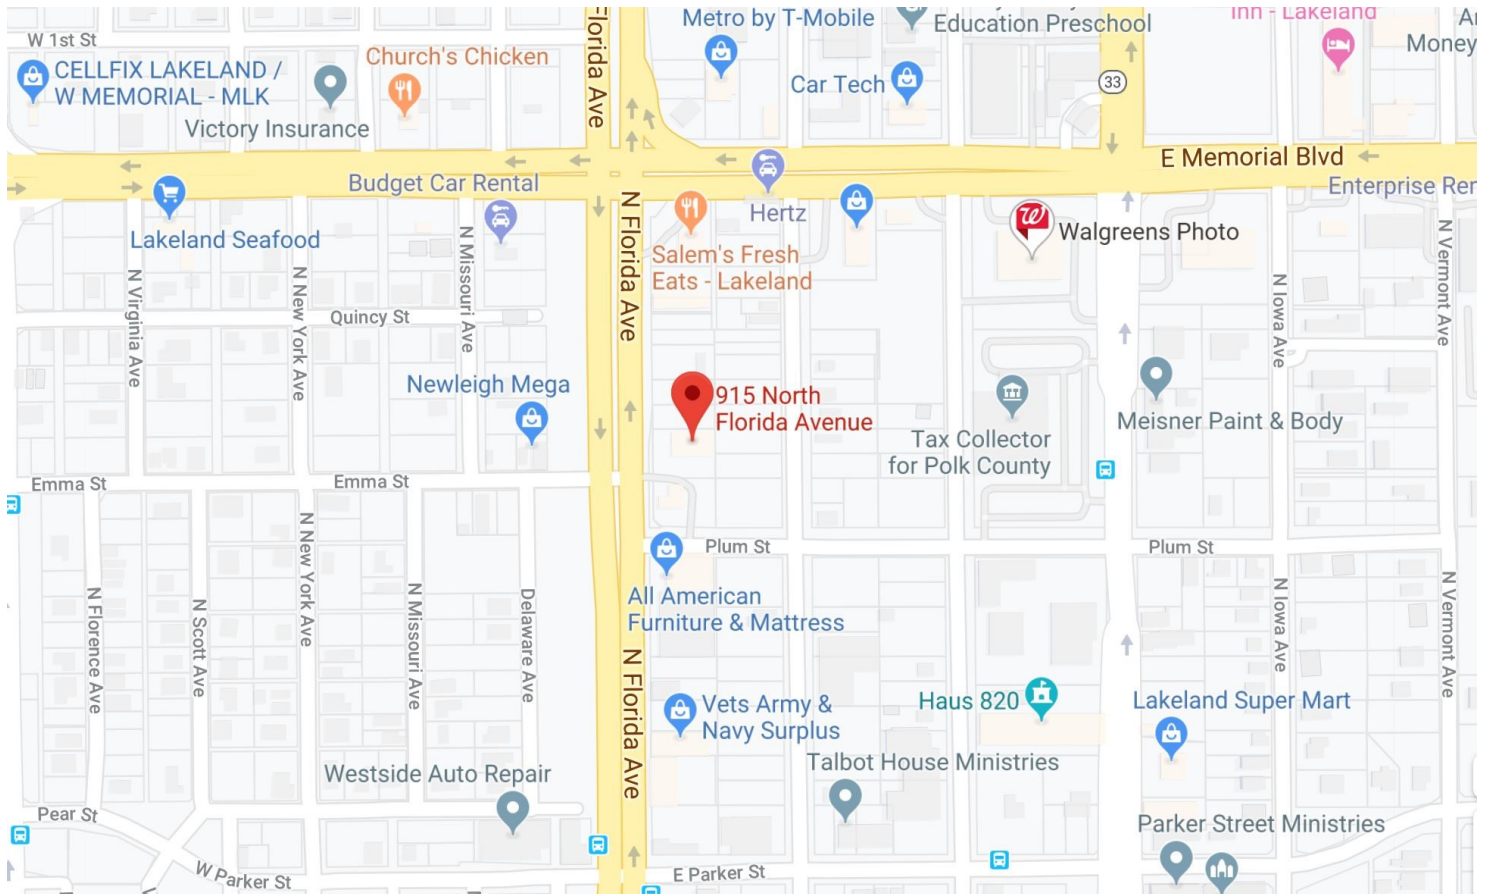 Florida Ave
Metro by T-Mobile
Education Preschool
Inn - Lakeland
Money
W 1st St
CELLFIX LAKELAND /
W MEMORIAL - MLK
Church's Chicken
Victory Insurance
Car Tech
33
E Memorial Blvd
Budget Car Rental
Hertz
Enterprise Rer
Lakeland Seafood
N Florida Ave
Salem's Fresh
Eats - Lakeland
Walgreens Photo
N Virginia Ave
N New York Ave
N Missouri Ave
N Iowa Ave
N Vermont Ave
Quincy St
Newleigh Mega
915 North
Florida Avenue
Tax Collector
for Polk County
Meisner Paint & Body
Emma St
Emma St
Plum St
Plum St
N Florence Ave
N Scott Ave
N New York Ave
N Missouri Ave
Delaware Ave
All American
Furniture & Mattress
N Iowa Ave
N Vermont Ave
N Florida Ave
Vets Army &
Navy Surplus
Haus 820
Lakeland Super Mart
Westside Auto Repair
Talbot House Ministries
Pear St
Parker Street Ministries
W Parker St
E Parker St